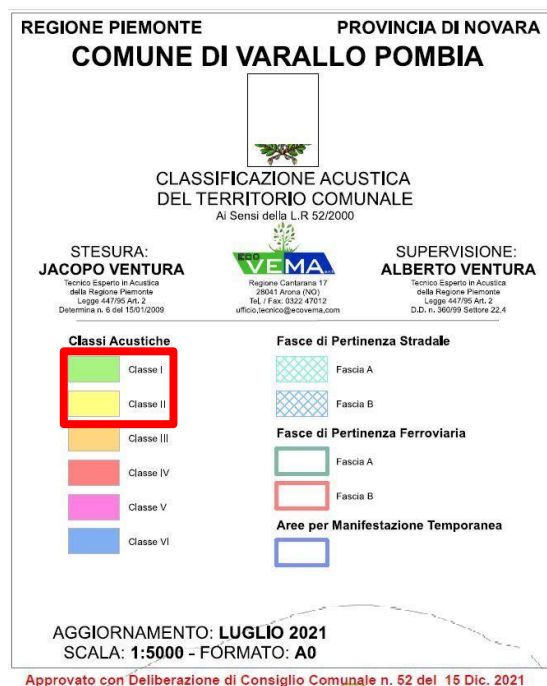 REGIONE PIEMONTE PROVINCIA DI NOVARA
COMUNE DI VARALLO POMBIA
CLASSIFICAZIONE ACUSTICA
DEL TERRITORIO COMUNALE
Ai Sensi della L.R 52/2000
STESURA:
JACOPO VENTURA
Tecnico Esperto in Acustica
della Regione Piemonte
Legge 447/95 Art. 2
Determina n. 6 del 15/01/2009
ECO VEMA
Regione Cantarana 17
28041 Arona (NO)
Tel. / Fax: 0322 47012
ufficio.tecnico@ecovema.com
SUPERVISIONE:
ALBERTO VENTURA
Tecnico Esperto in Acustica
della Regione Piemonte
Legge 447/95 Art. 2
D.D. n. 360/99 Settore 22.4
Classi Acustiche
Classe I
Classe II
Classe III
Classe IV
Classe V
Classe VI
Fasce di Pertinenza Stradale
Fascia A
Fascia B
Fasce di Pertinenza Ferroviaria
Fascia A
Fascia B
Aree per Manifestazione Temporanea
AGGIORNAMENTO: LUGLIO 2021
SCALA: 1:5000 - FORMATO: A0
Approvato con Deliberazione di Consiglio Comunale n. 52 del 15 Dic. 2021